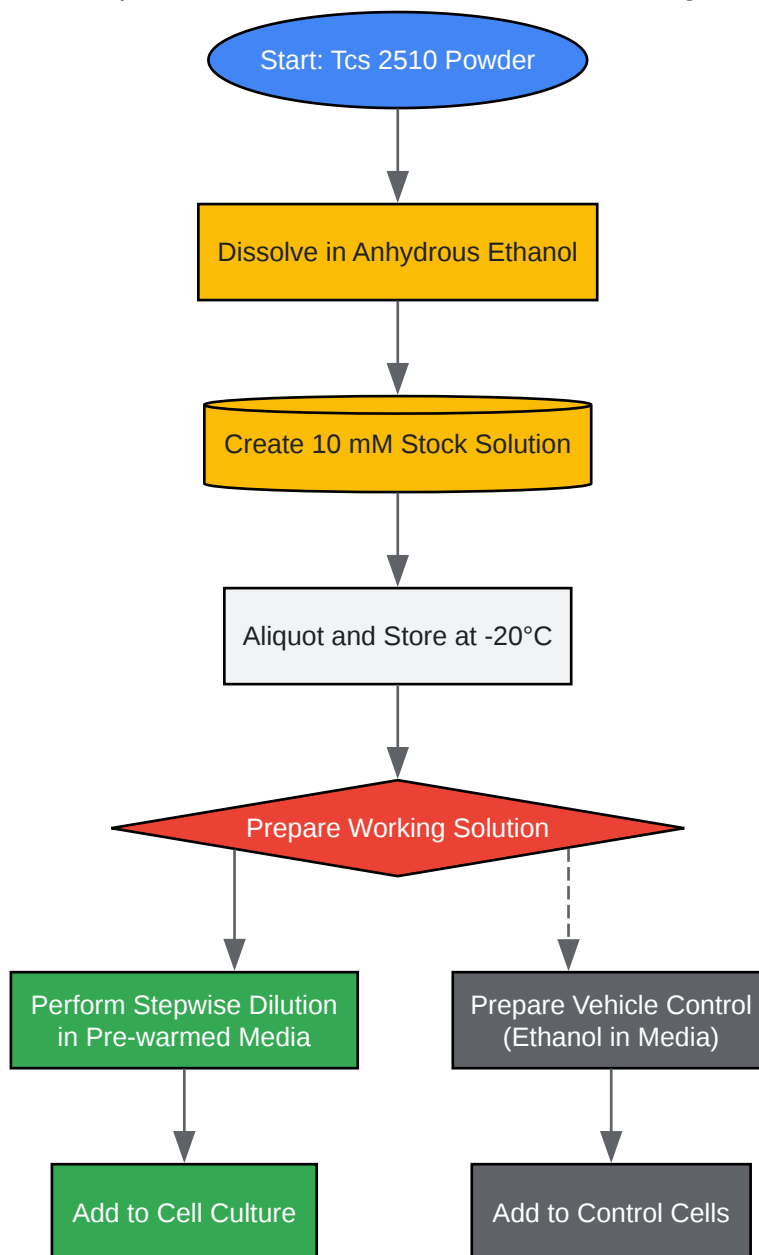 Start: Tcs 2510 Powder
Dissolve in Anhydrous Ethanol
Create 10 mM Stock Solution
Aliquot and Store at -20°C
Prepare Working Solution
Perform Stepwise Dilution
in Pre-warmed Media
Prepare Vehicle Control
(Ethanol in Media)
Add to Cell Culture
Add to Control Cells